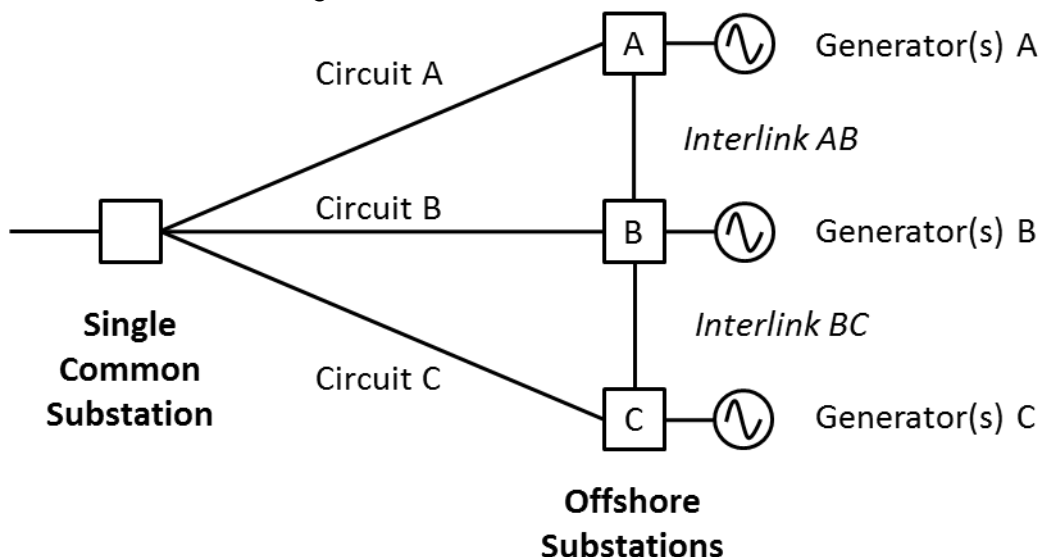 A
Generator(s) A
Circuit A
Interlink AB
Circuit B
B
Generator(s) B
Single
Common
Substation
Interlink BC
Circuit C
C
Generator(s) C
Offshore
Substations